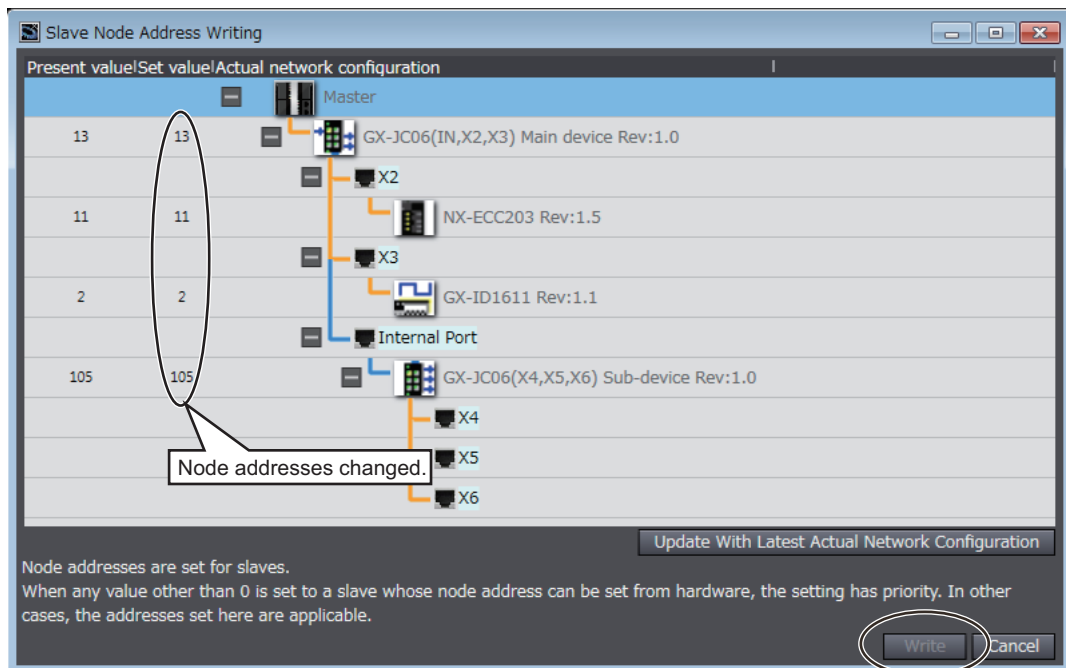 Slave Node Address Writing
Present value|Set value|Actual network configuration
Master
13 13 GX-JC06(IN,X2,X3) Main device Rev:1.0
X2
11 11 NX-ECC203 Rev:1.5
X3
2 2 GX-ID1611 Rev:1.1
Internal Port
105 105 GX-JC06(X4,X5,X6) Sub-device Rev:1.0
X4
Node addresses changed.
X5
X6
Update With Latest Actual Network Configuration
Node addresses are set for slaves.
When any value other than 0 is set to a slave whose node address can be set from hardware, the setting has priority. In other
cases, the addresses set here are applicable.
Write Cancel